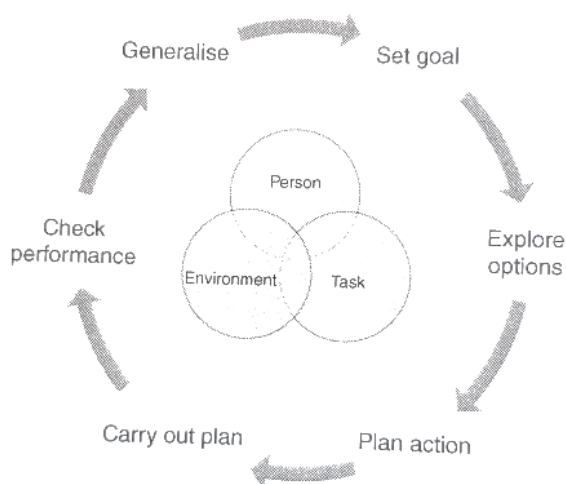 Generalise
Set goal
Person
Check
performance
Explore
options
Environment
Task
Carry out plan
Plan action